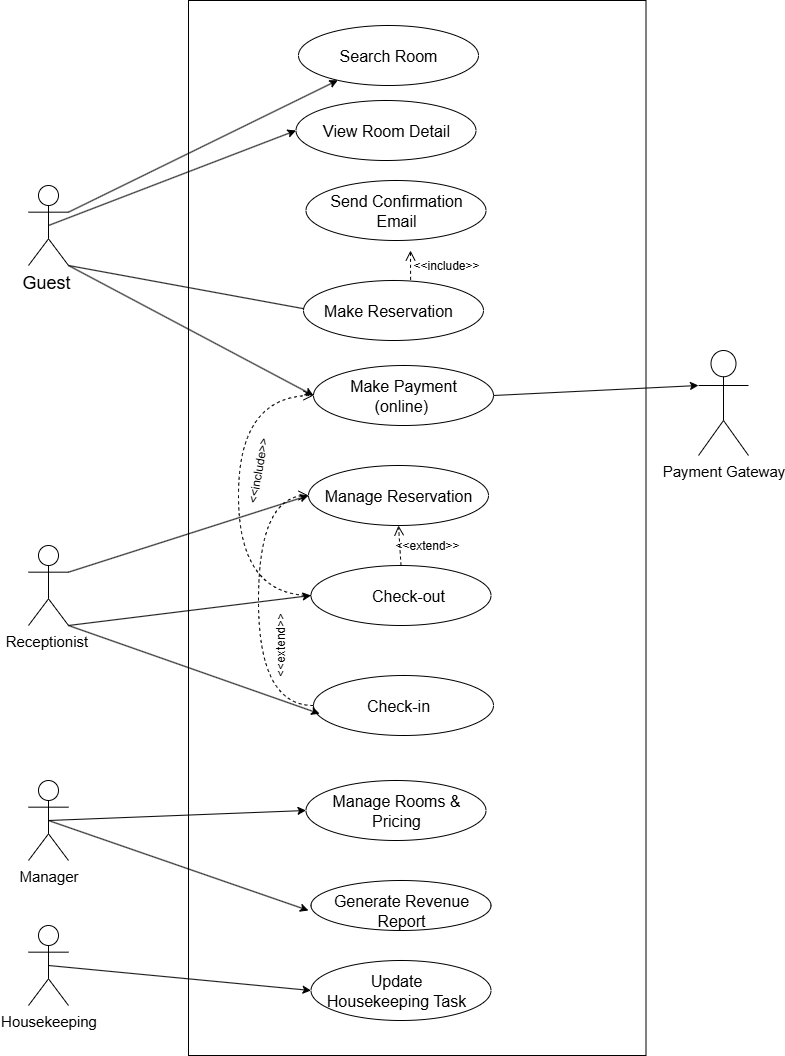 Search Room
View Room Detail
Send Confirmation
Email
Guest
<<include>>
Make Reservation
Make Payment
(online)
Payment Gateway
<<include>>
Manage Reservation
<<extend>>
Check-out
Receptionist
<<extend>>
Check-in
Manage Rooms &
Pricing
Manager
Generate Revenue
Report
Update
Housekeeping Task
Housekeeping